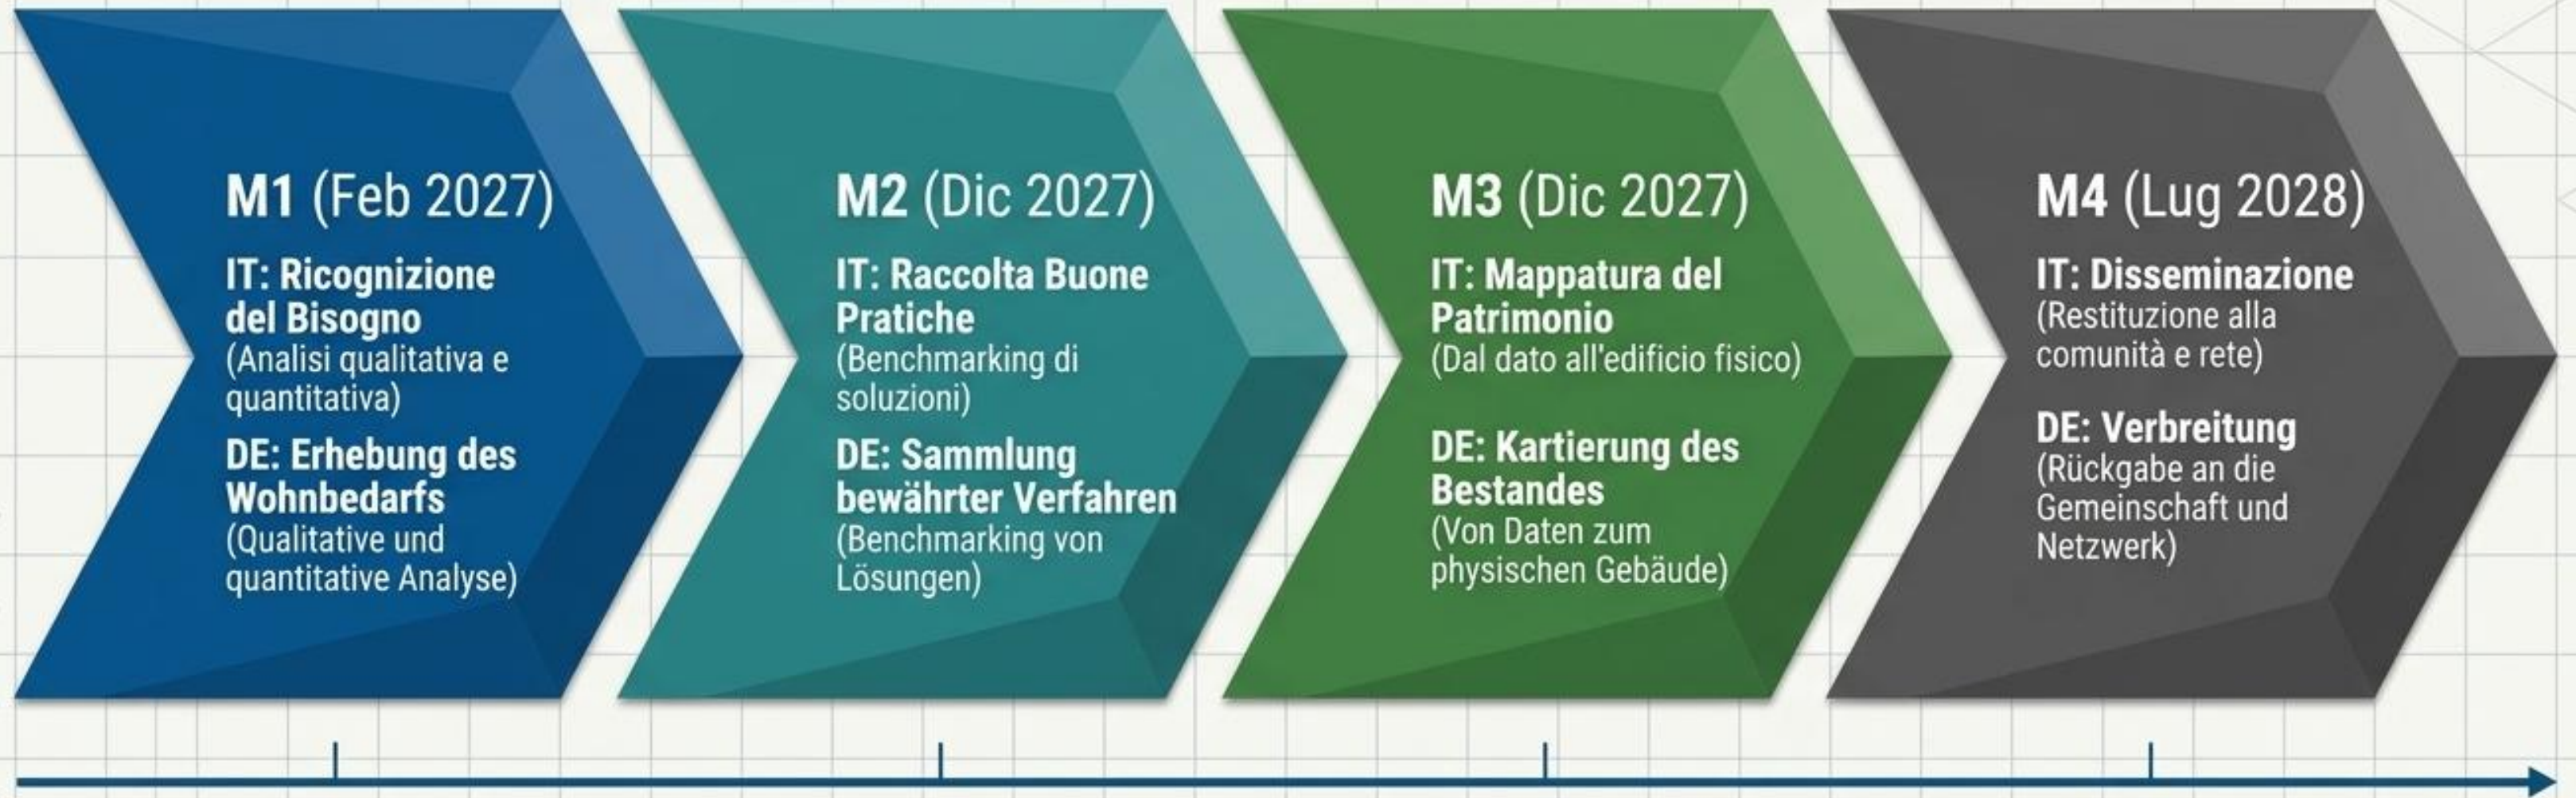 M1 (Feb 2027)
IT: Ricognizione
del Bisogno
(Analisi qualitativa e
quantitativa)
DE: Erhebung des
Wohnbedarfs
(Qualitative und
quantitative Analyse)
M2 (Dic 2027)
IT: Raccolta Buone
Pratiche
(Benchmarking di
soluzioni)
DE: Sammlung
bewährter Verfahren
(Benchmarking von
Lösungen)
M3 (Dic 2027)
IT: Mappatura del
Patrimonio
(Dal dato all'edificio fisico)
DE: Kartierung des
Bestandes
(Von Daten zum
physischen Gebäude)
M4 (Lug 2028)
IT: Disseminazione
(Restituzione alla
comunità e rete)
DE: Verbreitung
(Rückgabe an die
Gemeinschaft und
Netzwerk)